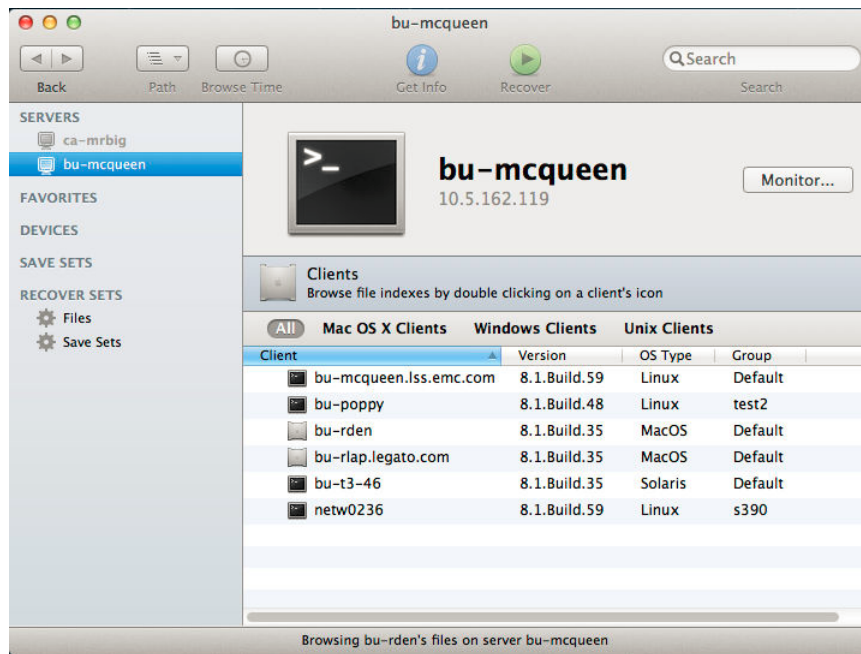 bu-mcqueen
Search
Back Path Browse Time Get Info Recover Search
SERVERS
ca-mrbig
bu-mcqueen
FAVORITES
DEVICES
SAVE SETS
RECOVER SETS
Files
Save Sets
>_
bu-mcqueen
10.5.162.119
Monitor...
Clients
Browse file indexes by double clicking on a client's icon
All Mac OS X Clients Windows Clients Unix Clients
Client Version OS Type Group
bu-mcqueen.lss.emc.com 8.1.Build.59 Linux Default
bu-poppy 8.1.Build.48 Linux test2
bu-rden 8.1.Build.35 MacOS Default
bu-rlap.legato.com 8.1.Build.35 MacOS Default
bu-t3-46 8.1.Build.35 Solaris Default
netw0236 8.1.Build.59 Linux s390
Browsing bu-rden's files on server bu-mcqueen